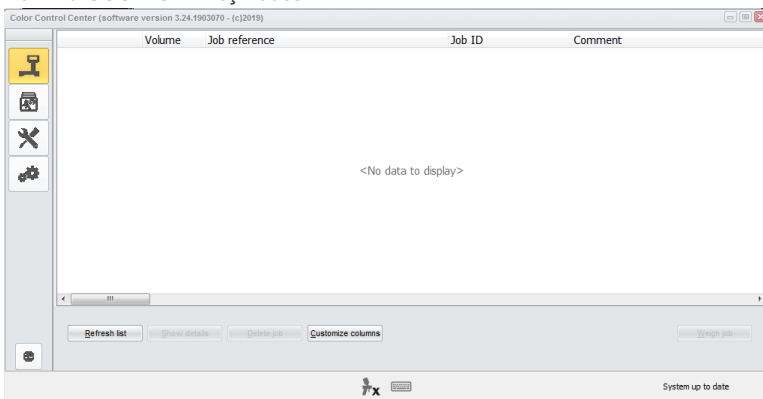 Color Control Center (software version 3.24.1903070 - (c)2019)
Volume Job reference Job ID Comment
<No data to display>
Refresh list Show details Delete job Customize columns Weigh job
x
System up to date